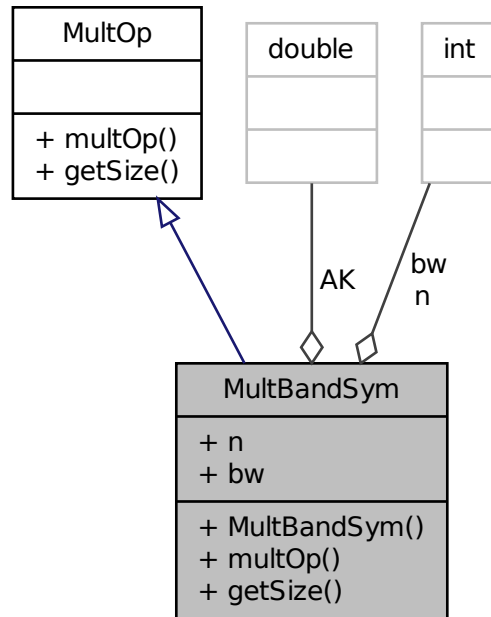 MultOp
+ multOp()
+ getSize()
double
int
AK
bw
n
MultBandSym
+ n
+ bw
+ MultBandSym()
+ multOp()
+ getSize()